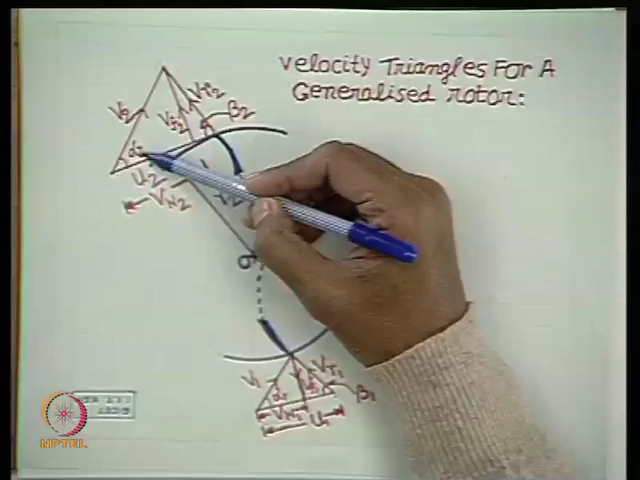 Velocity Triangles For A
Generalised rotor:
V2
Vr2
β2
Vf2
α2
U2
Vw2
V1
Vr1
α1
β1
Vw1
U1
NPTEL